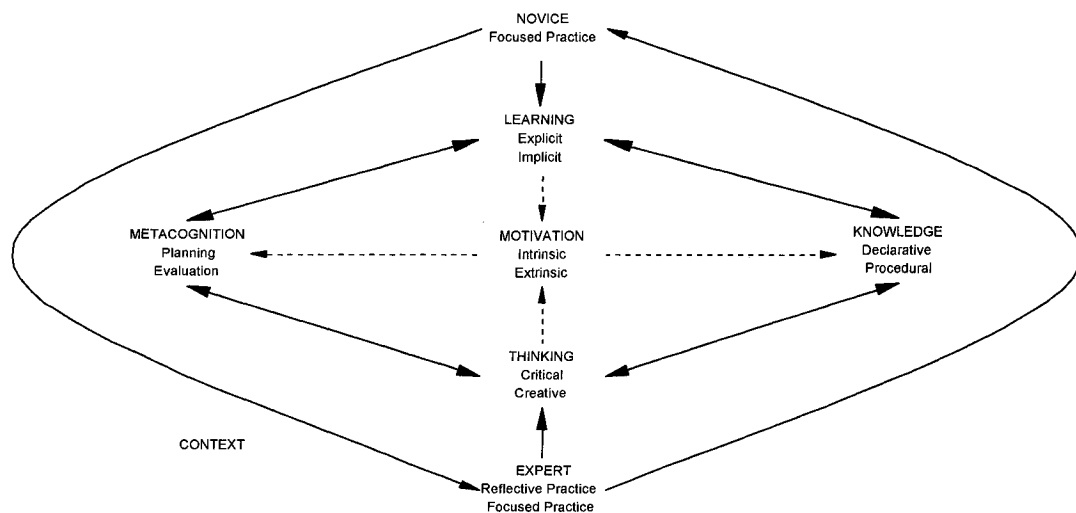 NOVICE
Focused Practice
LEARNING
Explicit
Implicit
METACOGNITION
Planning
Evaluation
MOTIVATION
Intrinsic
Extrinsic
KNOWLEDGE
Declarative
Procedural
THINKING
Critical
Creative
CONTEXT
EXPERT
Reflective Practice
Focused Practice